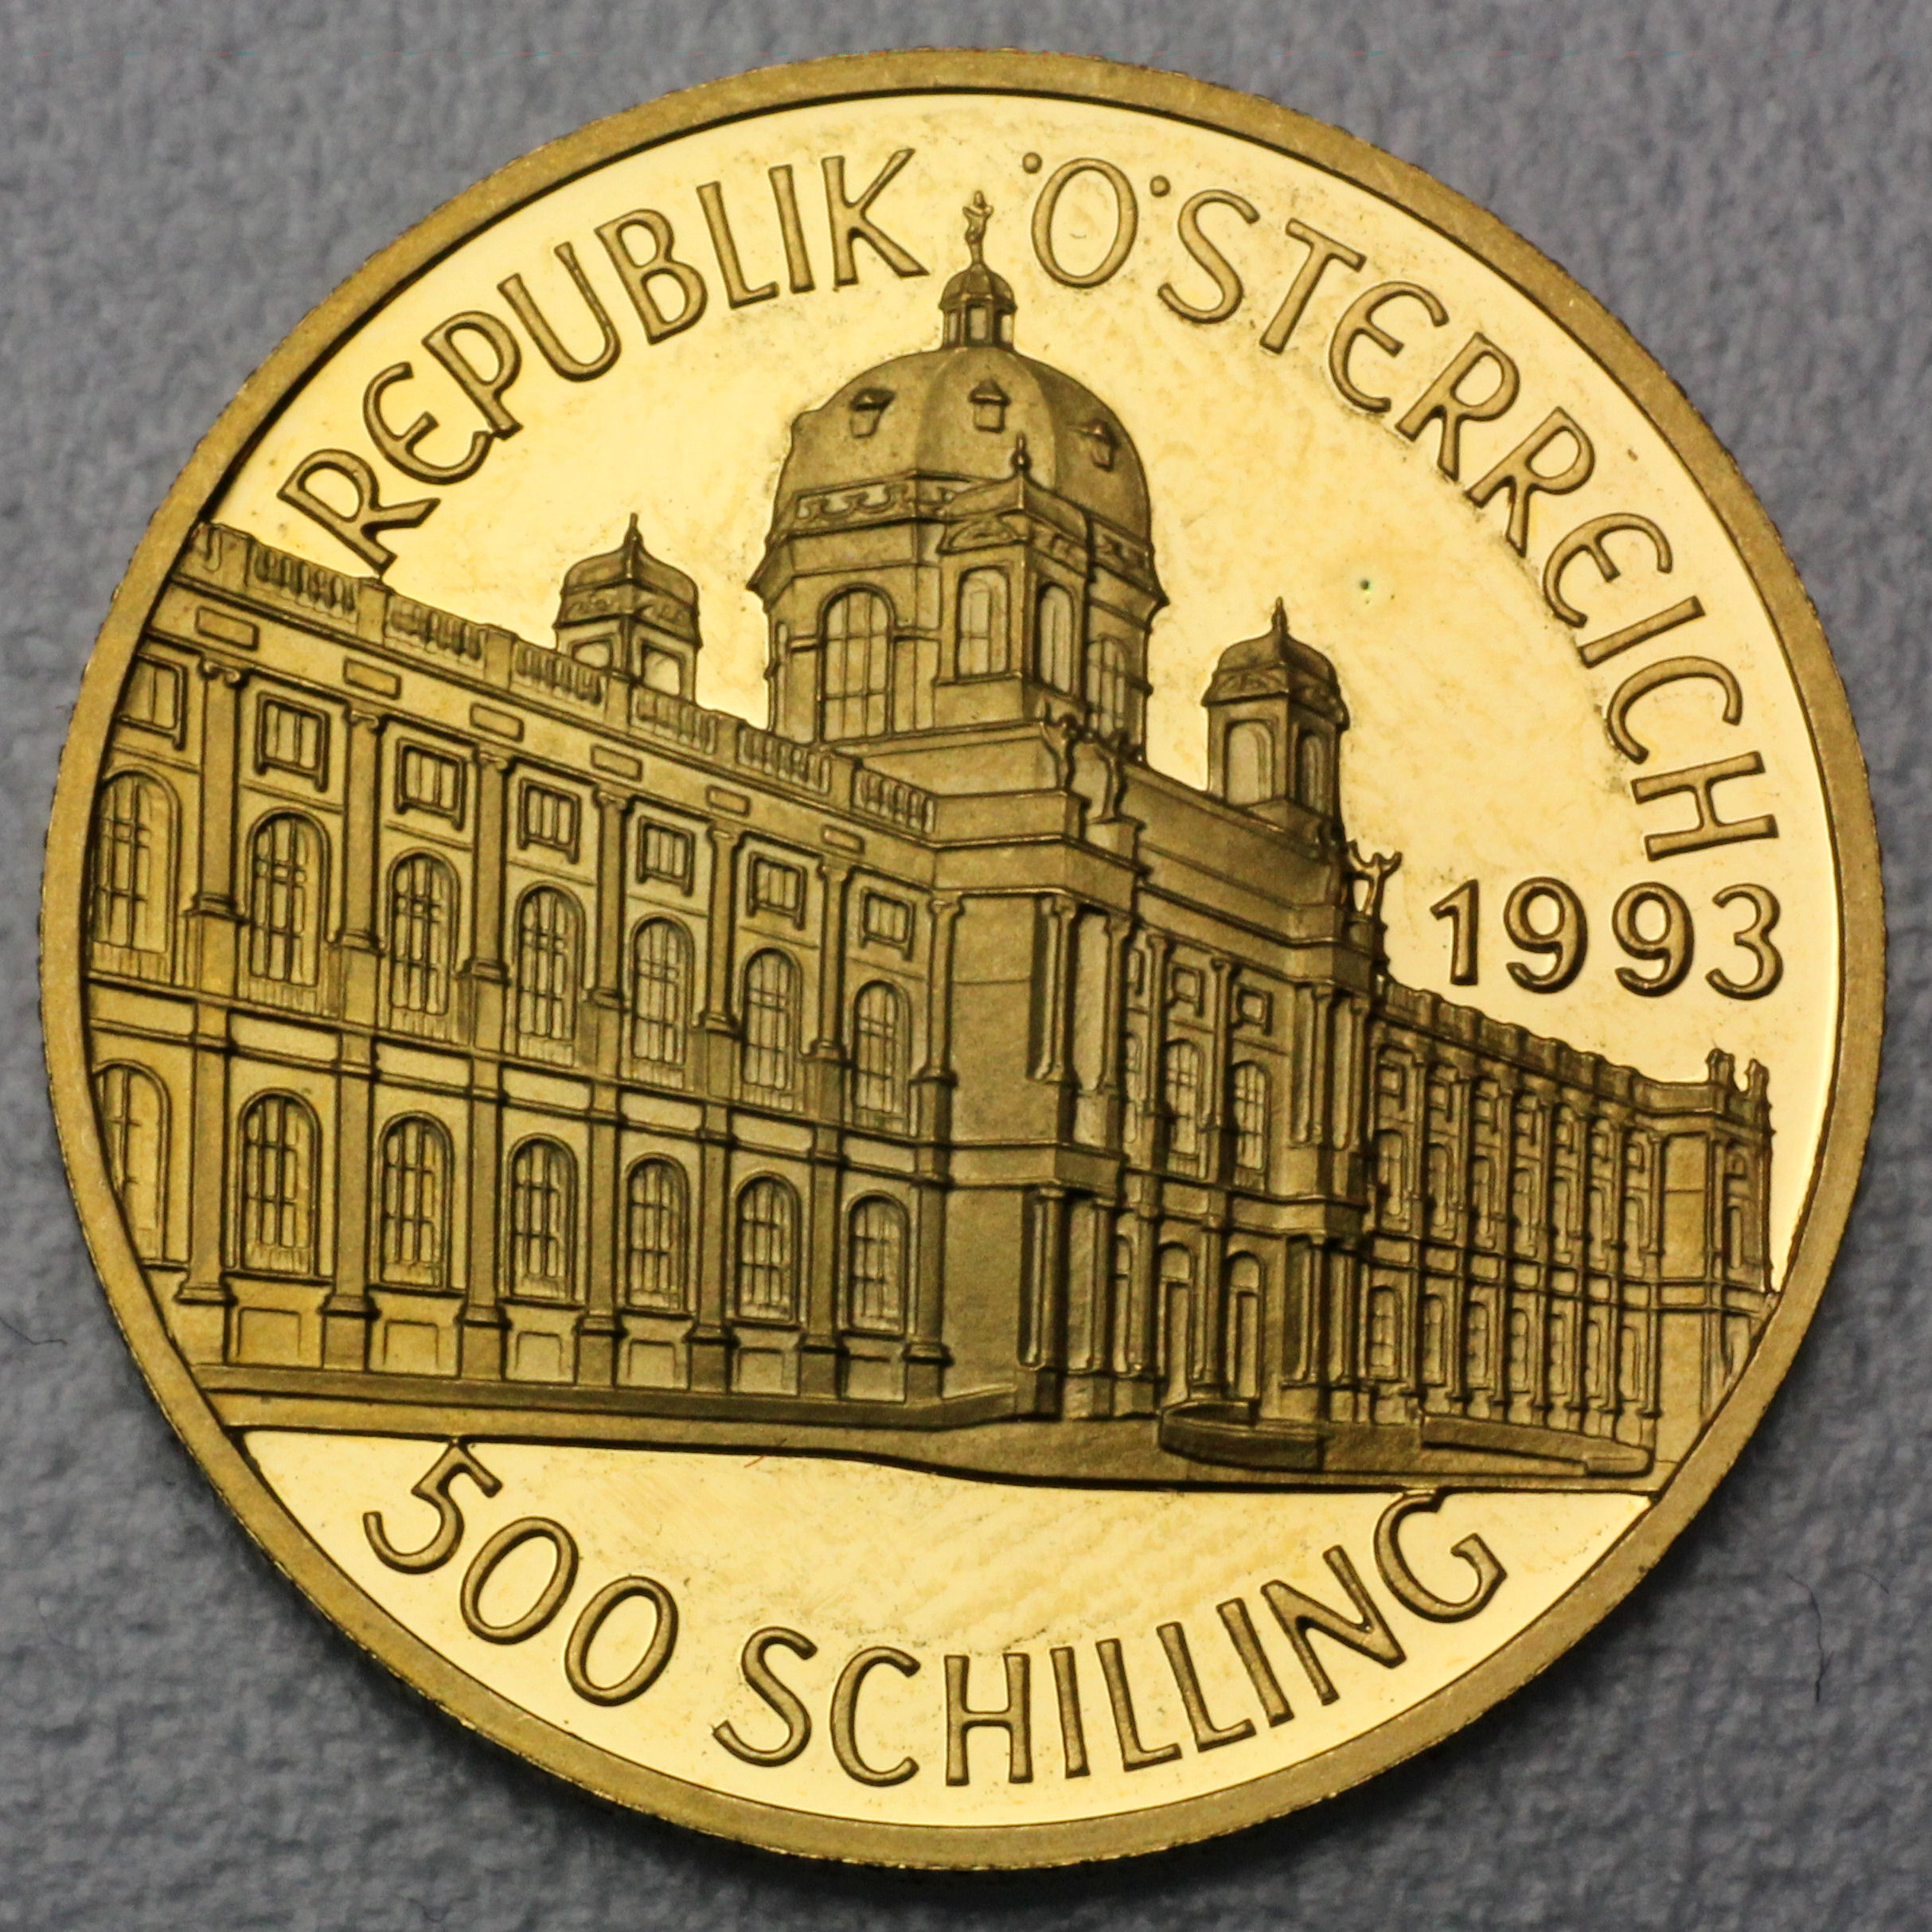 REPUBLIK ÖSTERREICH
1993
500 SCHILLING